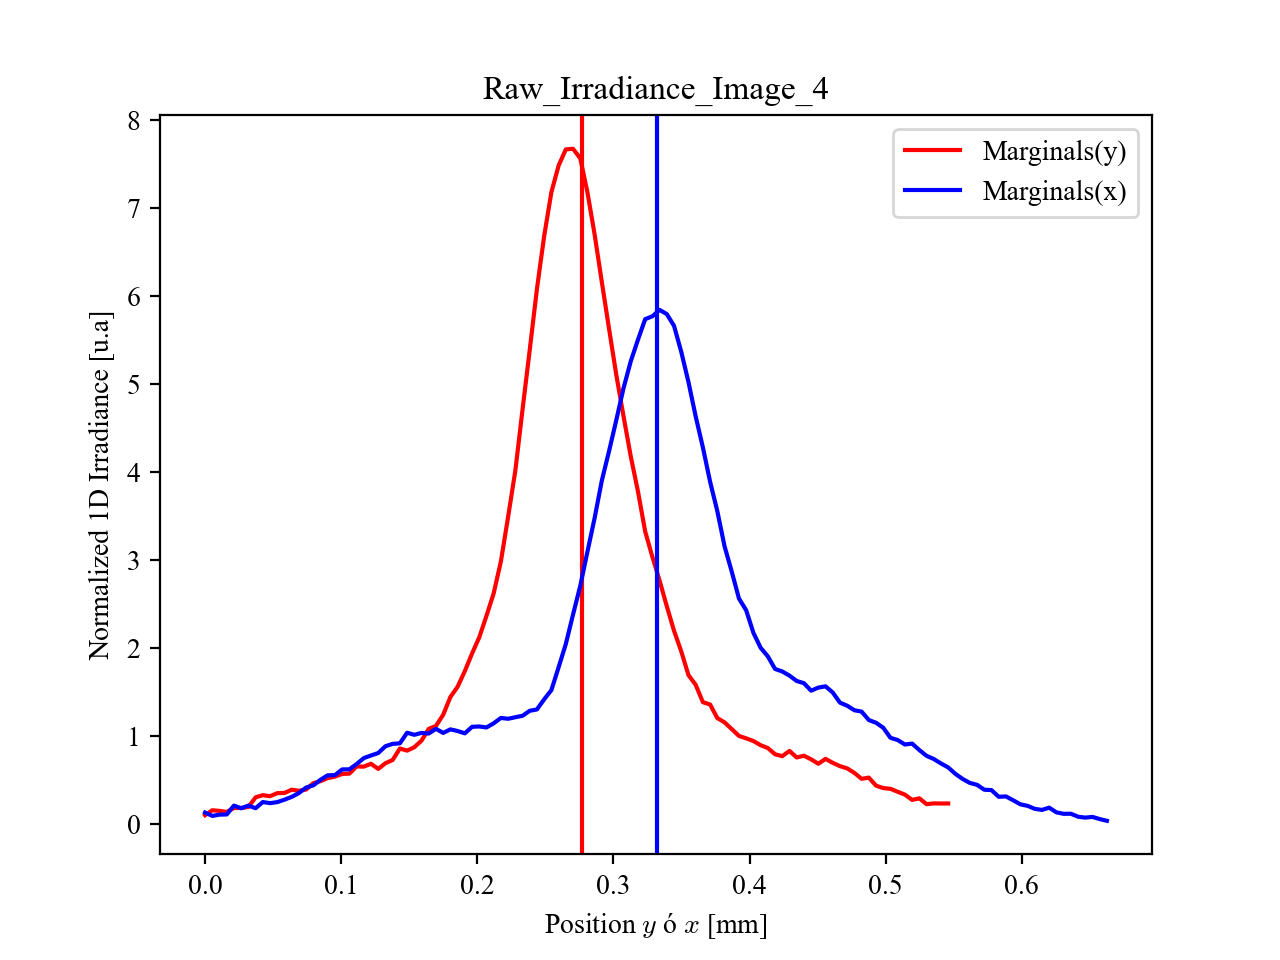 Raw_Irradiance_Image_4
Marginals(y)
Marginals(x)
Normalized 1D Irradiance [u.a]
8
7
6
5
4
3
2
1
0
0.0 0.1 0.2 0.3 0.4 0.5 0.6
Position y ó x [mm]